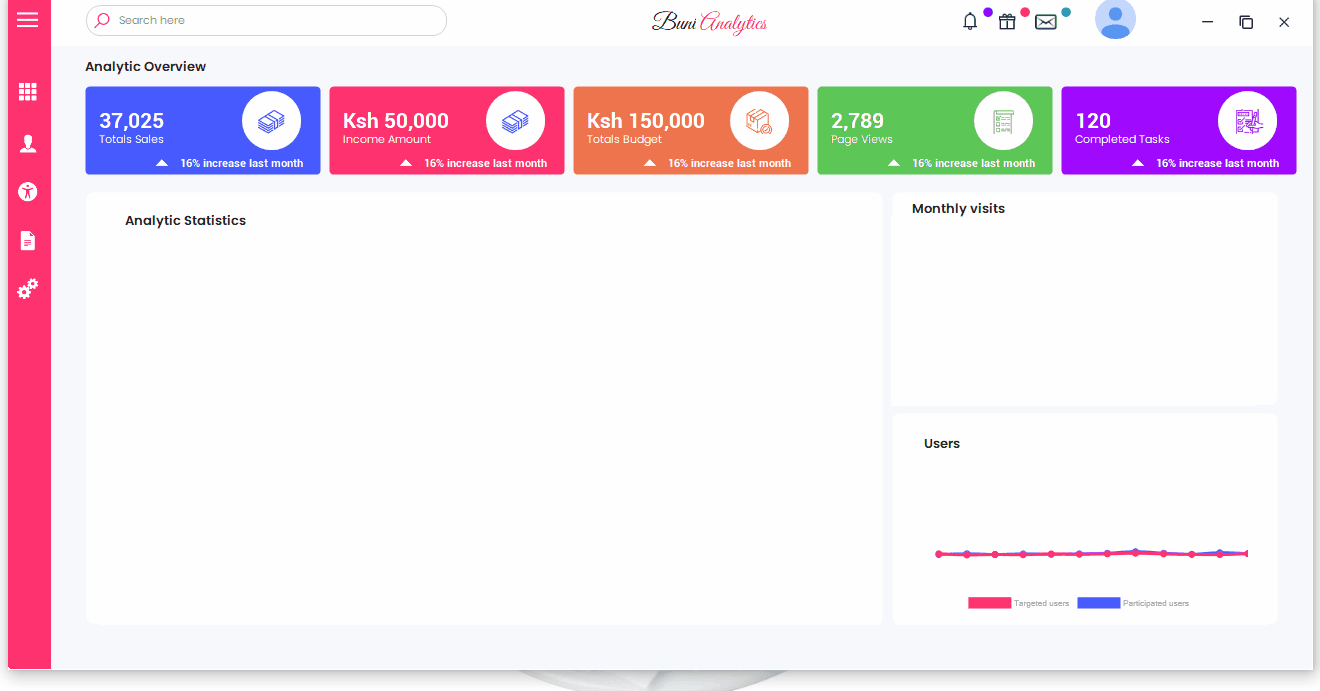 Search here
Buni Analytics
Analytic Overview
37,025
Totals Sales
16% increase last month
Ksh 50,000
Income Amount
16% increase last month
Ksh 150,000
Totals Budget
16% increase last month
2,789
Page Views
16% increase last month
120
Completed Tasks
16% increase last month
Analytic Statistics
Monthly visits
Users
Targeted users
Participated users